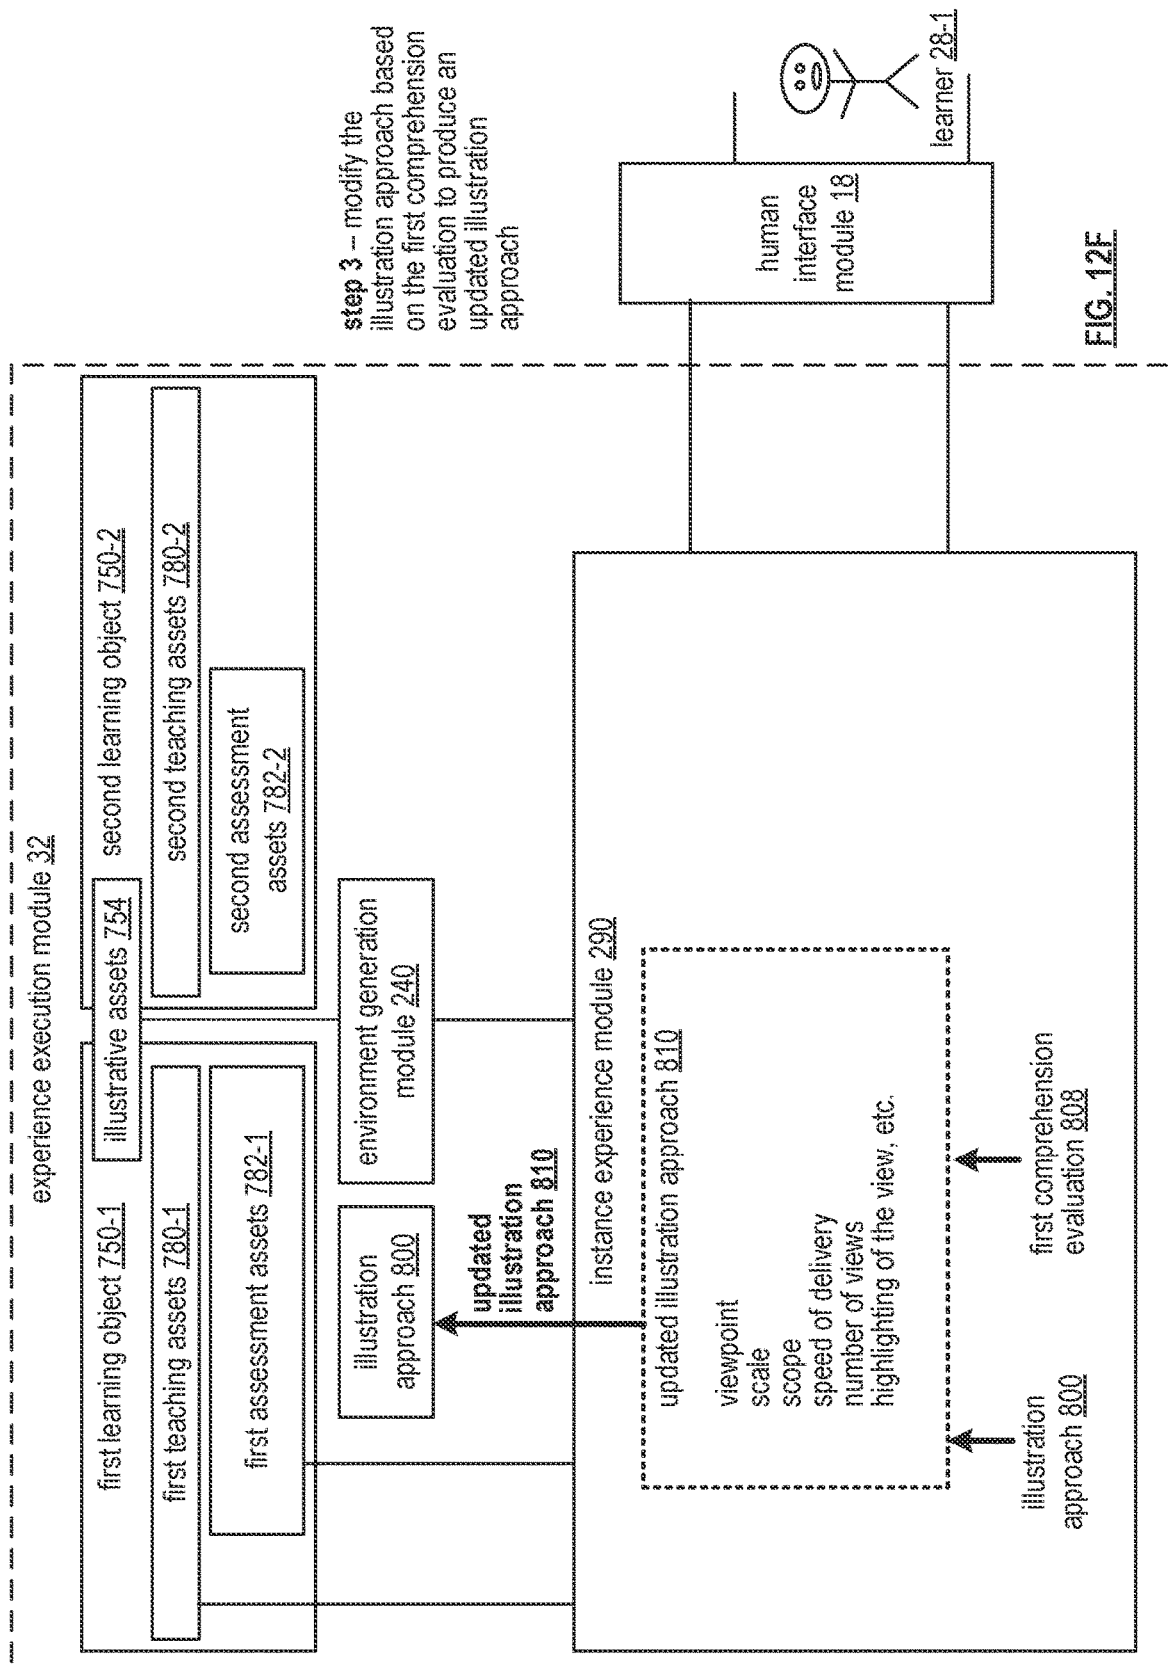 experience execution module 32
first learning object 750-1
illustrative assets 754
second learning object 750-2
first teaching assets 780-1
second teaching assets 780-2
first assessment assets 782-1
second assessment
assets 782-2
illustration
approach 800
environment generation
module 240
step 3 – modify the
illustration approach based
on the first comprehension
evaluation to produce an
updated illustration
approach
updated
illustration
approach 810
instance experience module 290
updated illustration approach 810
viewpoint
scale
scope
speed of delivery
number of views
highlighting of the view, etc.
illustration
approach 800
first comprehension
evaluation 808
human
interface
module 18
learner 28-1
FIG. 12F